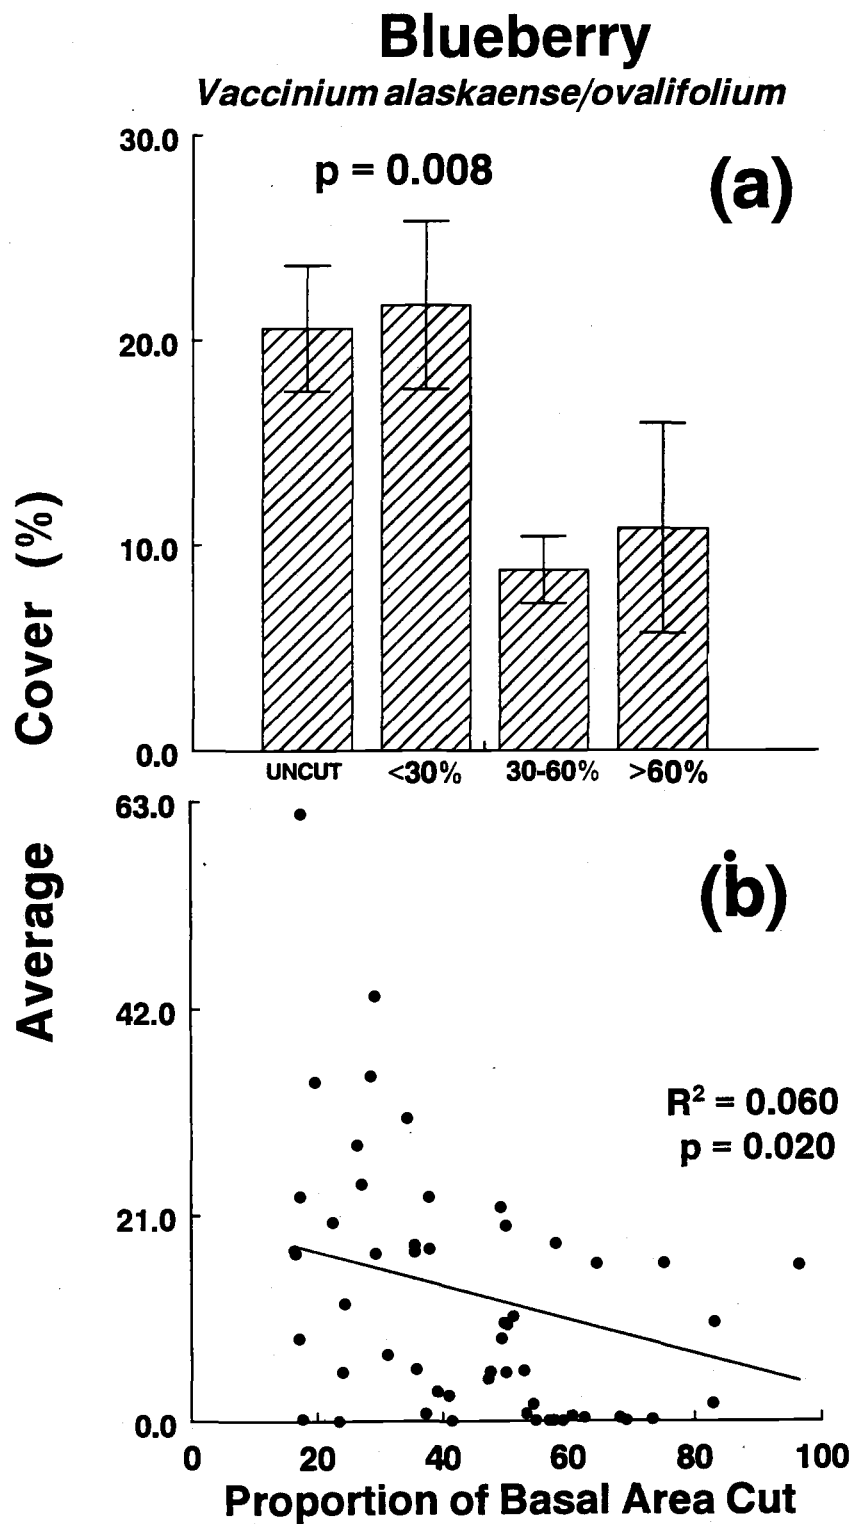 Blueberry
Vaccinium alaskaense/ovalifolium
30.0
p = 0.008
(a)
20.0
10.0
0.0
UNCUT <30% 30-60% >60%
Average Cover (%)
63.0
(b)
42.0
R² = 0.060
p = 0.020
21.0
0.0
0 20 40 60 80 100
Proportion of Basal Area Cut